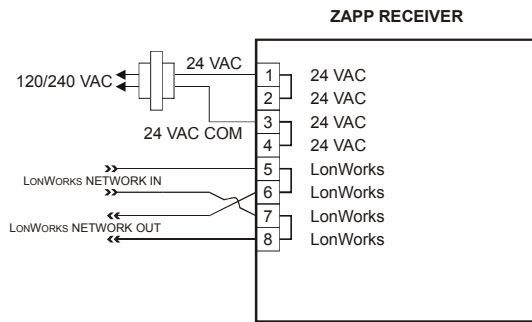 ZAPP RECEIVER
24 VAC
120/240 VAC
24 VAC COM
1 24 VAC
2 24 VAC
3 24 VAC
4 24 VAC
5 LonWorks
6 LonWorks
7 LonWorks
8 LonWorks
LONWORKS NETWORK IN
LONWORKS NETWORK OUT